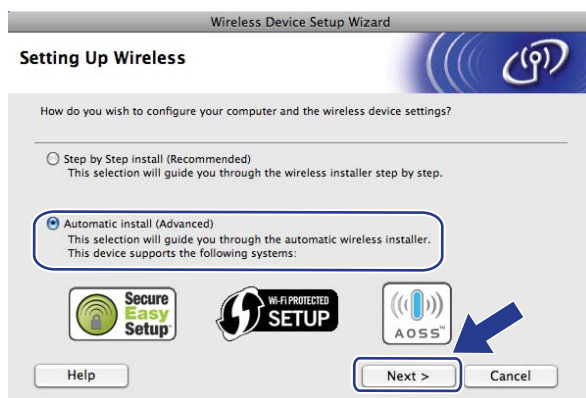 Wireless Device Setup Wizard
Setting Up Wireless
How do you wish to configure your computer and the wireless device settings?
Step by Step install (Recommended)
This selection will guide you through the wireless installer step by step.
Automatic install (Advanced)
This selection will guide you through the automatic wireless installer.
This device supports the following systems:
Secure
Easy
Setup™
Wi-Fi PROTECTED
SETUP
AOSS™
Help
Next >
Cancel